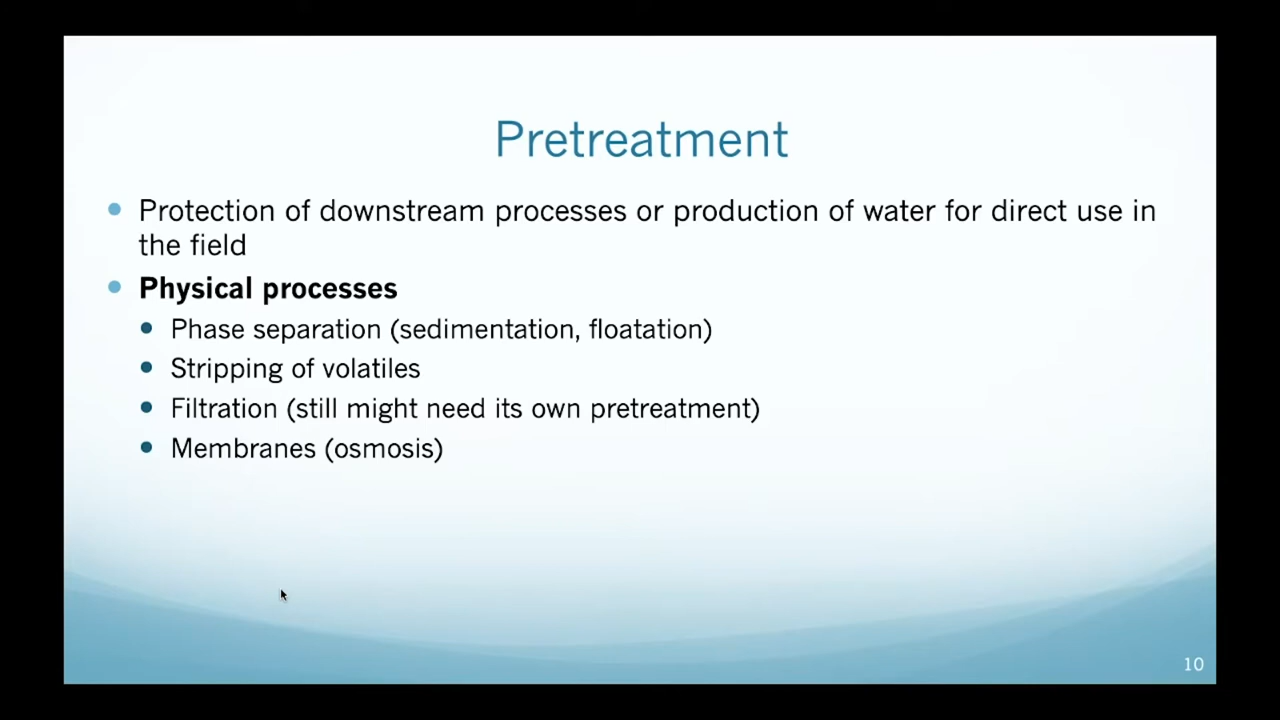 Pretreatment
Protection of downstream processes or production of water for direct use in
the field
Physical processes
Phase separation (sedimentation, floatation)
Stripping of volatiles
Filtration (still might need its own pretreatment)
Membranes (osmosis)
10